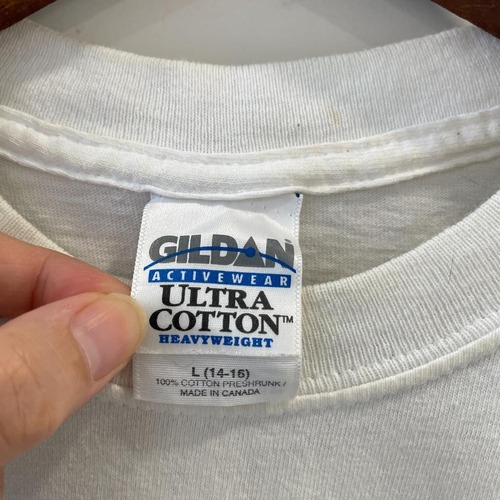 GILDAN
ACTIVEWEAR
ULTRA
COTTON™
HEAVYWEIGHT
L (14-16)
100% COTTON PRESHRUNK /
MADE IN CANADA